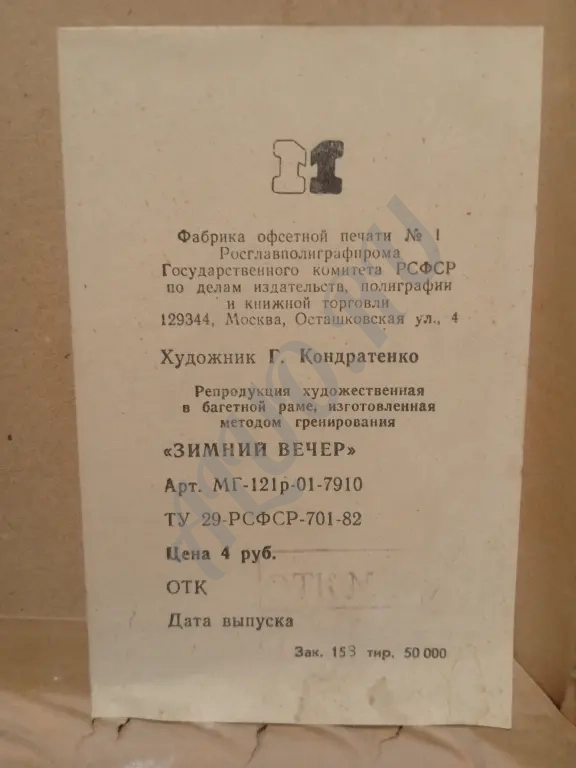 Фабрика офсетной печати № 1
Росглавполиграфпрома
Государственного комитета РСФСР
по делам издательств, полиграфии
и книжной торговли
129344, Москва, Осташковская ул., 4
Художник Г. Кондратенко
Репродукция художественная
в багетной раме, изготовленная
методом гренирования
«ЗИМНИЙ ВЕЧЕР»
Арт. МГ-121р-01-7910
ТУ 29-РСФСР-701-82
Цена 4 руб.
ОТК
Дата выпуска
Зак. 158 тир. 50 000